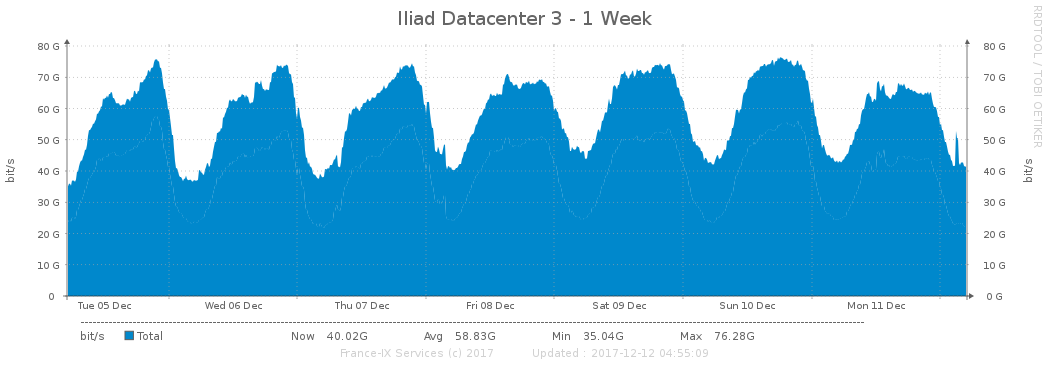 Iliad Datacenter 3 - 1 Week
RRDTOOL / TOBI OETIKER
80 G 80 G
70 G 70 G
60 G 60 G
50 G 50 G
40 G 40 G
30 G 30 G
20 G 20 G
10 G 10 G
0 0 G
bit/s
bit/s
Tue 05 Dec Wed 06 Dec Thu 07 Dec Fri 08 Dec Sat 09 Dec Sun 10 Dec Mon 11 Dec
bit/s Total Now 40.02G Avg 58.83G Min 35.04G Max 76.28G
France-IX Services (c) 2017 Updated : 2017-12-12 04:55:09